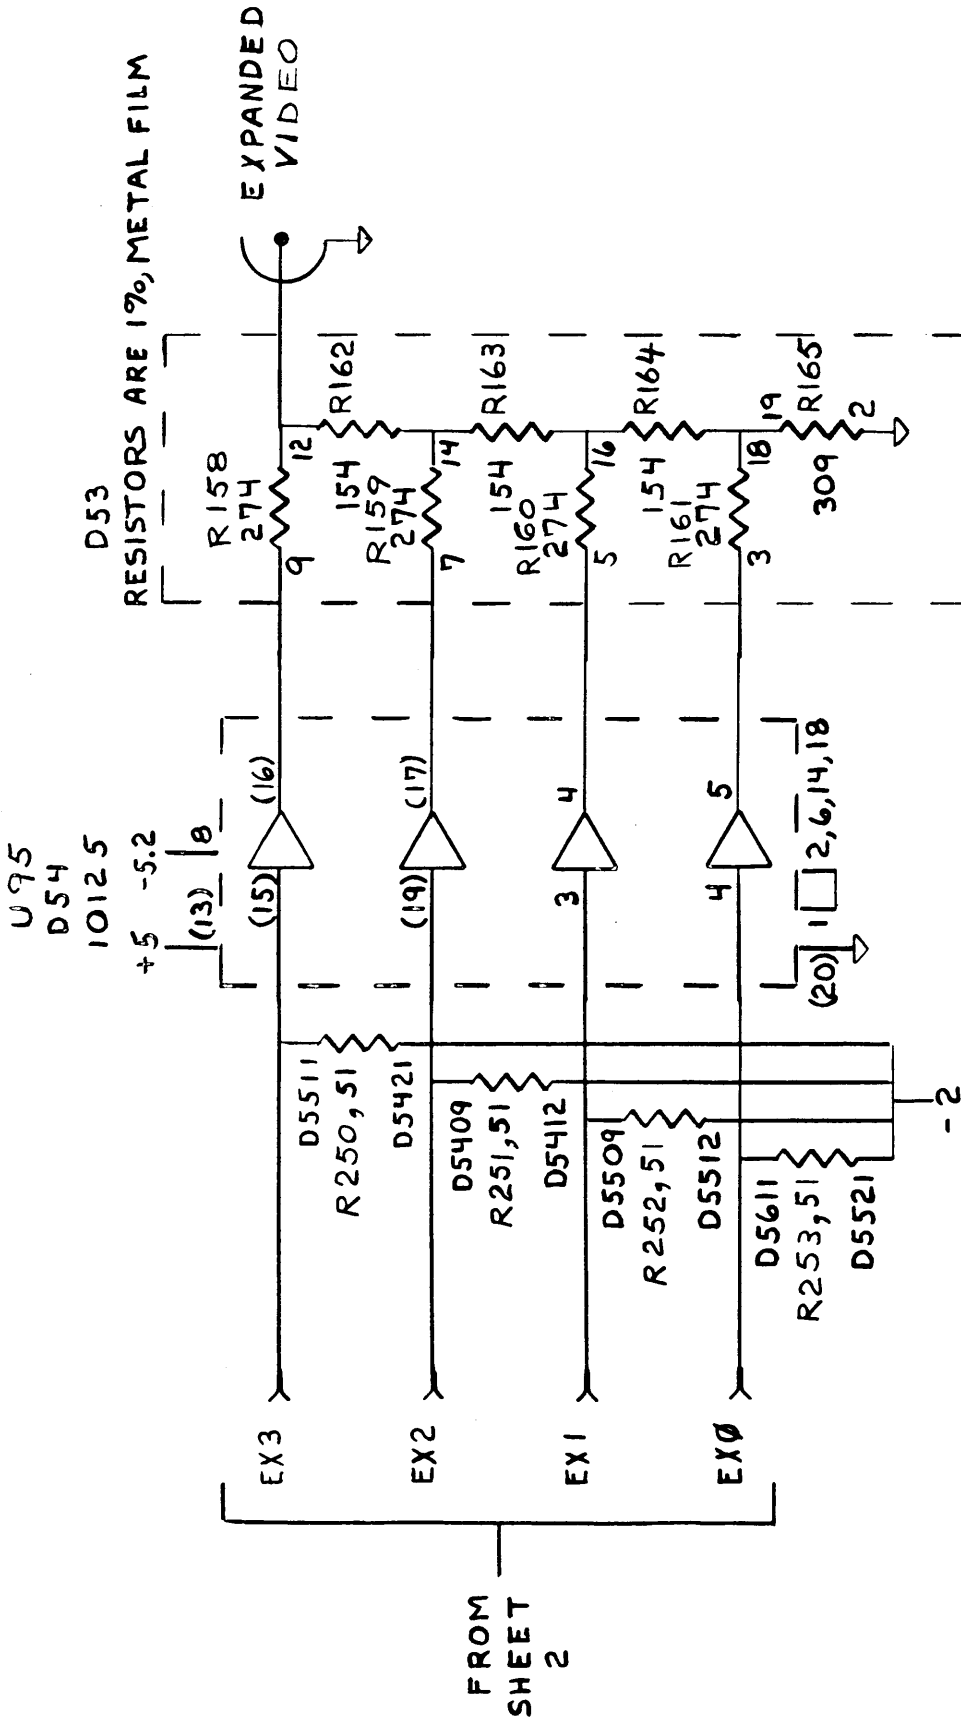 U95
D54
10125
+5 -5.2
(13) 8
D53
RESISTORS ARE 1%, METAL FILM
EXPANDED
VIDEO
FROM
SHEET
2
EX3
EX2
EX1
EXØ
D5511
R250,51
D5421
D5409
R251,51
D5412
D5509
R252,51
D5512
D5611
R253,51
D5521
-2
(15) (16)
(19) (17)
3 4
4 5
(20) 1 2,6,14,18
R158
274
9 12
R162
154
R159
274
7 14
R163
154
R160
274
5 16
R164
154
R161
274
3 18
19
R165
309
2